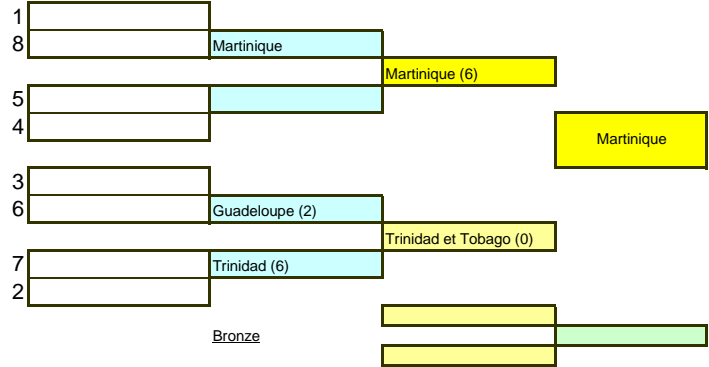 1
8
Martinique
Martinique (6)
5
4
Martinique
3
6
Guadeloupe (2)
Trinidad et Tobago (0)
7
Trinidad (6)
2
Bronze